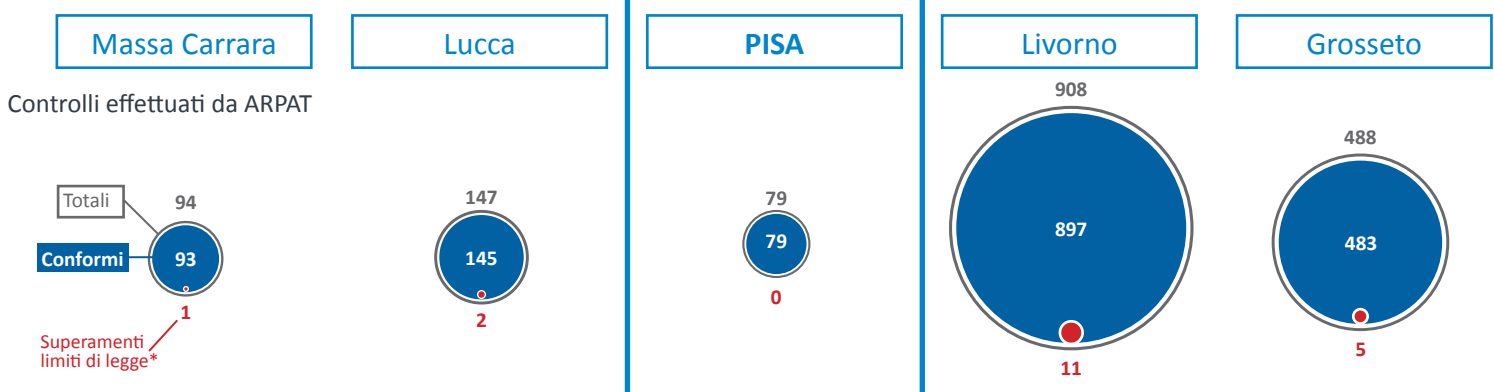 Massa Carrara
Lucca
PISA
Livorno
Grosseto
Controlli effettuati da ARPAT
Totali
94
Conformi
93
1
Superamenti
limiti di legge*
147
145
2
79
79
0
908
897
11
488
483
5